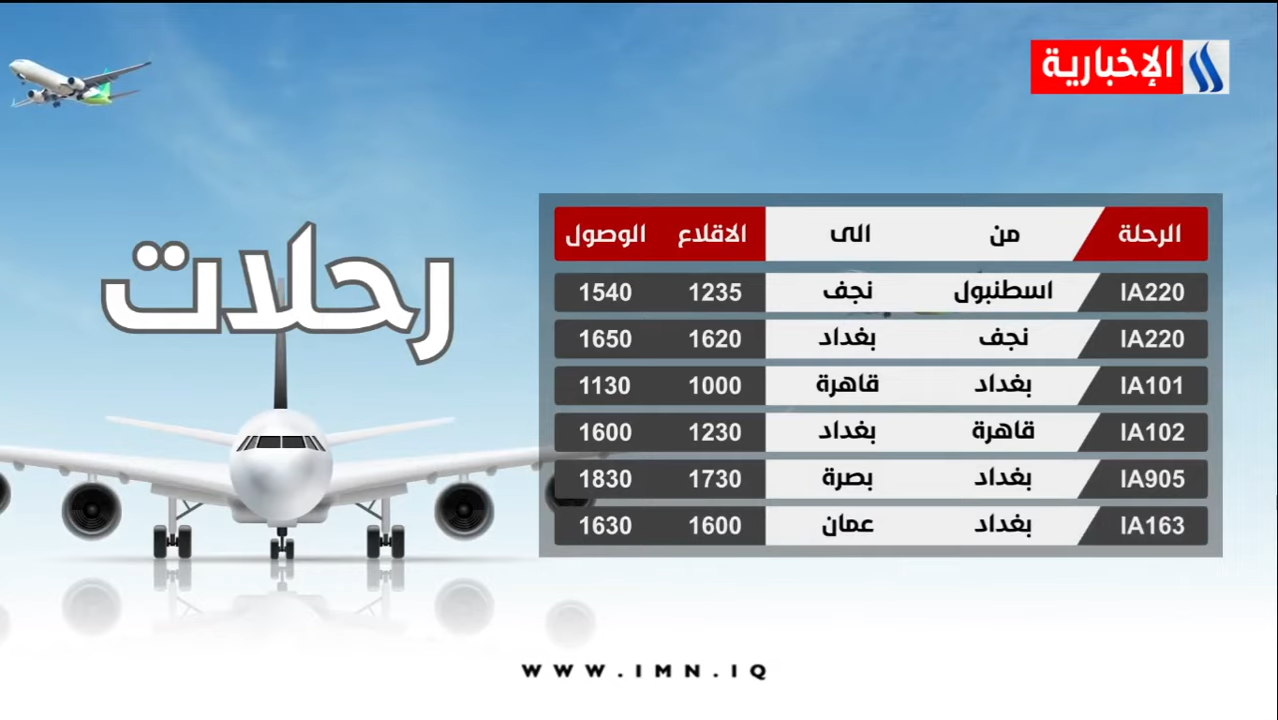 الإخبارية
رحلات
الرحلة من الى الاقلاع الوصول
IA220 اسطنبول نجف 1235 1540
IA220 نجف بغداد 1620 1650
IA101 بغداد قاهرة 1000 1130
IA102 قاهرة بغداد 1230 1600
IA905 بغداد بصرة 1730 1830
IA163 بغداد عمان 1600 1630
WWW.IMN.IQ